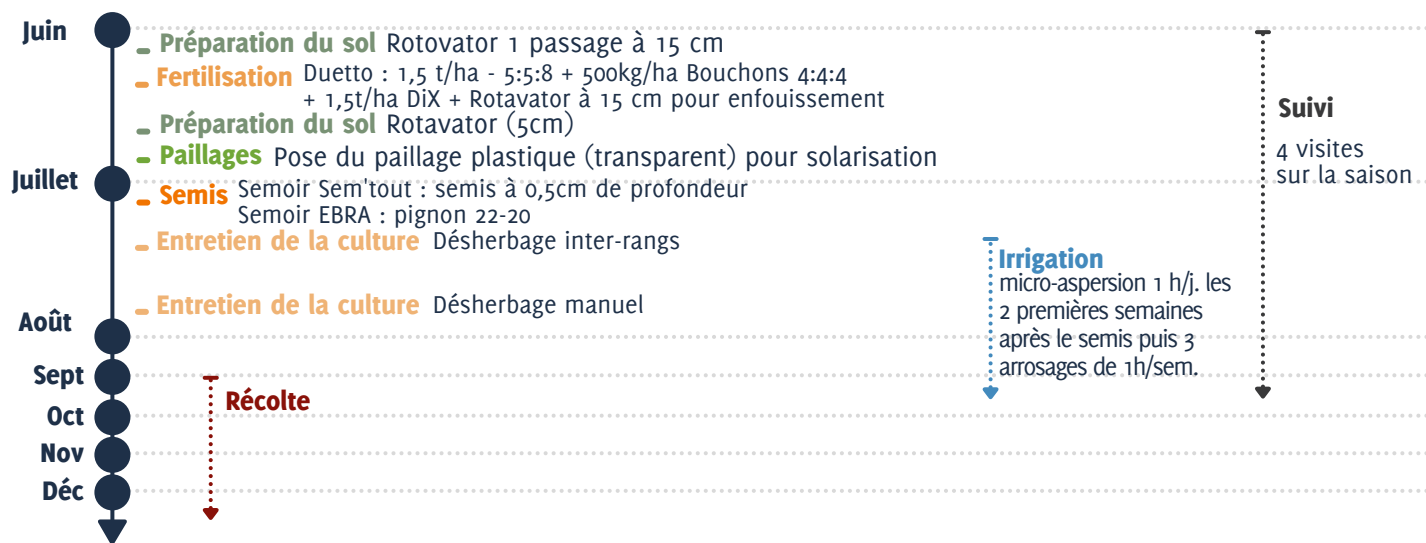 Juin
Préparation du sol Rotovator 1 passage à 15 cm
Fertilisation Duetto : 1,5 t/ha - 5:5:8 + 500kg/ha Bouchons 4:4:4
+ 1,5t/ha DiX + Rotavator à 15 cm pour enfouissement
Préparation du sol Rotavator (5cm)
Paillages Pose du paillage plastique (transparent) pour solarisation
Juillet
Semis Semoir Sem'tout : semis à 0,5cm de profondeur
Semoir EBRA : pignon 22-20
Entretien de la culture Désherbage inter-rangs
Entretien de la culture Désherbage manuel
Août
Sept
Oct
Nov
Déc
Récolte
Irrigation
micro-aspersion 1 h/j. les
2 premières semaines
après le semis puis 3
arrosages de 1h/sem.
Suivi
4 visites
sur la saison